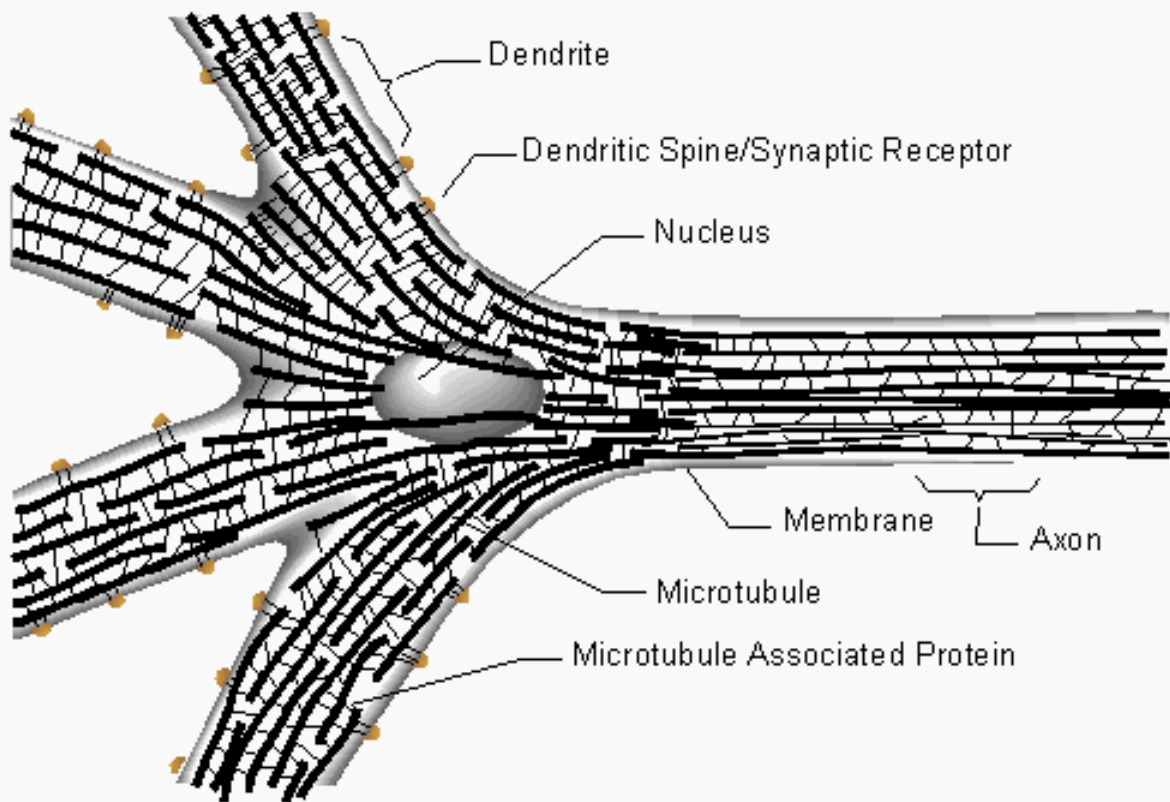 Dendrite
Dendritic Spine/Synaptic Receptor
Nucleus
Membrane
Axon
Microtubule
Microtubule Associated Protein